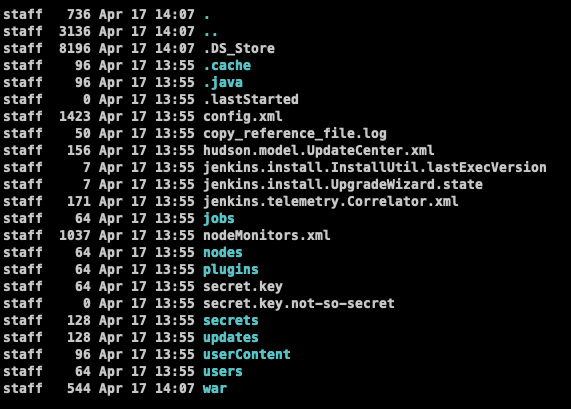 staff 736 Apr 17 14:07 .
staff 3136 Apr 17 14:07 ..
staff 8196 Apr 17 14:07 .DS_Store
staff 96 Apr 17 13:55 .cache
staff 96 Apr 17 13:55 .java
staff 0 Apr 17 13:55 .lastStarted
staff 1423 Apr 17 13:55 config.xml
staff 50 Apr 17 13:55 copy_reference_file.log
staff 156 Apr 17 13:55 hudson.model.UpdateCenter.xml
staff 7 Apr 17 13:55 jenkins.install.InstallUtil.lastExecVersion
staff 7 Apr 17 13:55 jenkins.install.UpgradeWizard.state
staff 171 Apr 17 13:55 jenkins.telemetry.Correlator.xml
staff 64 Apr 17 13:55 jobs
staff 1037 Apr 17 13:55 nodeMonitors.xml
staff 64 Apr 17 13:55 nodes
staff 64 Apr 17 13:55 plugins
staff 64 Apr 17 13:55 secret.key
staff 0 Apr 17 13:55 secret.key.not-so-secret
staff 128 Apr 17 13:55 secrets
staff 128 Apr 17 13:55 updates
staff 96 Apr 17 13:55 userContent
staff 64 Apr 17 13:55 users
staff 544 Apr 17 14:07 war